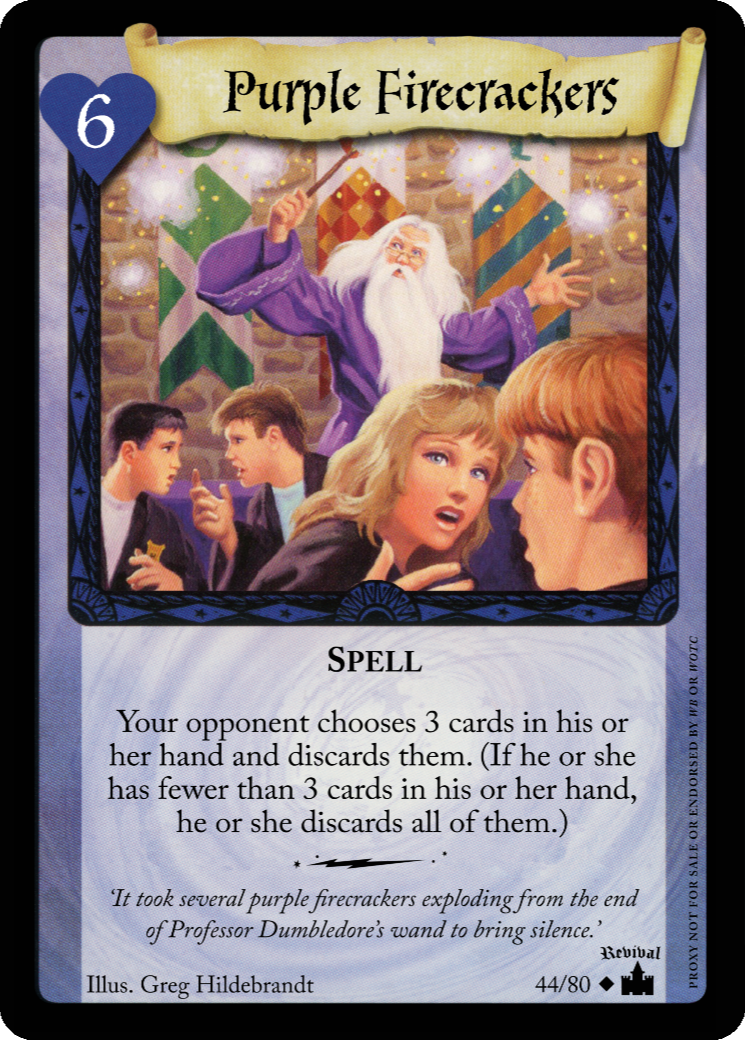 6
Purple Firecrackers
SPELL
Your opponent chooses 3 cards in his or
her hand and discards them. (If he or she
has fewer than 3 cards in his or her hand,
he or she discards all of them.)
‘It took several purple firecrackers exploding from the end
of Professor Dumbledore’s wand to bring silence.’
Revival
Illus. Greg Hildebrandt
44/80
PROXY NOT FOR SALE OR ENDORSED BY WB OR WOTC